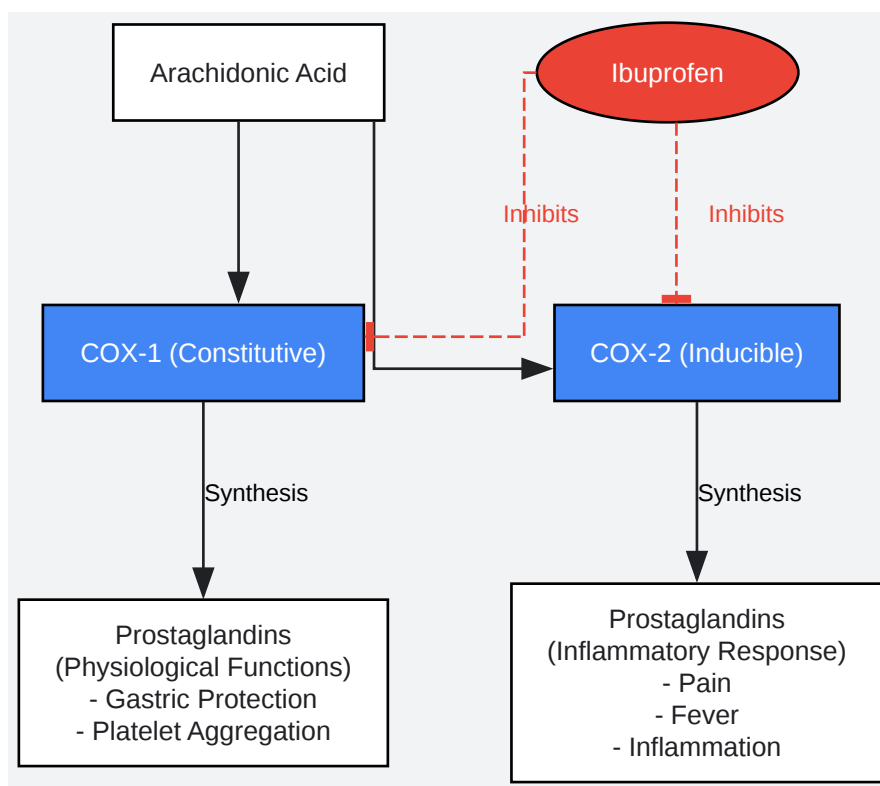 Arachidonic Acid
Ibuprofen
Inhibits
Inhibits
COX-1 (Constitutive)
COX-2 (Inducible)
Synthesis
Synthesis
Prostaglandins
(Physiological Functions)
- Gastric Protection
- Platelet Aggregation
Prostaglandins
(Inflammatory Response)
- Pain
- Fever
- Inflammation